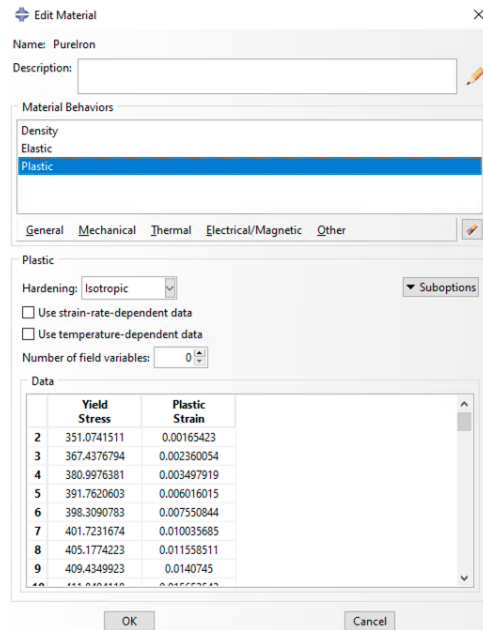 Edit Material
Name: PureIron
Description:
Material Behaviors
Density
Elastic
Plastic
General Mechanical Thermal Electrical/Magnetic Other
Plastic
Hardening: Isotropic
Suboptions
Use strain-rate-dependent data
Use temperature-dependent data
Number of field variables: 0
Data
Yield Plastic
Stress Strain
2 351.0741511 0.00165423
3 367.4376794 0.002360054
4 380.9976381 0.003497919
5 391.7620603 0.006016015
6 398.3090783 0.007550844
7 401.7231674 0.010035685
8 405.1774223 0.011558511
9 409.4349923 0.0140745
OK Cancel